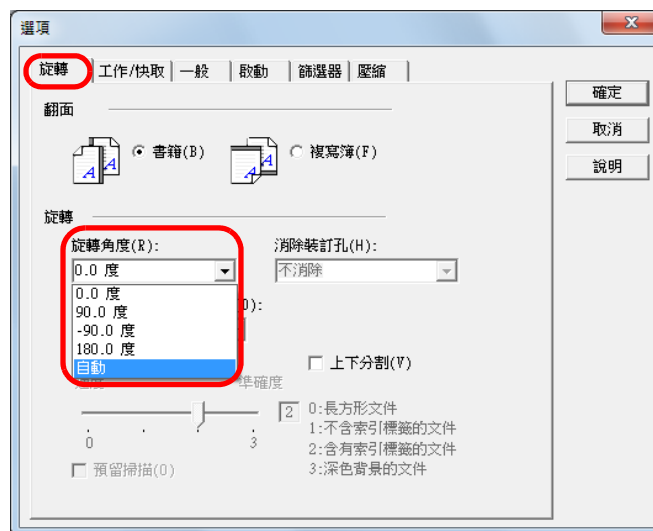 選項
旋轉 工作/快取 一般 啟動 篩選器 壓縮
確定
取消
說明
翻面
書籍(B) 複寫簿(F)
旋轉
旋轉角度(R): 消除裝訂孔(H):
0.0 度 不消除
0.0 度
90.0 度
-90.0 度
180.0 度
自動
上下分割(V)
準確度
2
0:長方形文件
1:不含索引標籤的文件
2:含有索引標籤的文件
3:深色背景的文件
0 3
預留掃描(O)